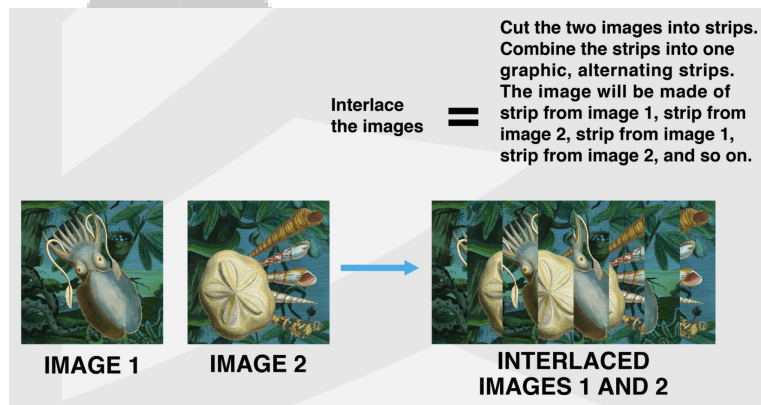 Cut the two images into strips.
Combine the strips into one
graphic, alternating strips.
The image will be made of
strip from image 1, strip from
image 2, strip from image 1,
strip from image 2, and so on.
Interlace
the images
=
IMAGE 1
IMAGE 2
INTERLACED
IMAGES 1 AND 2